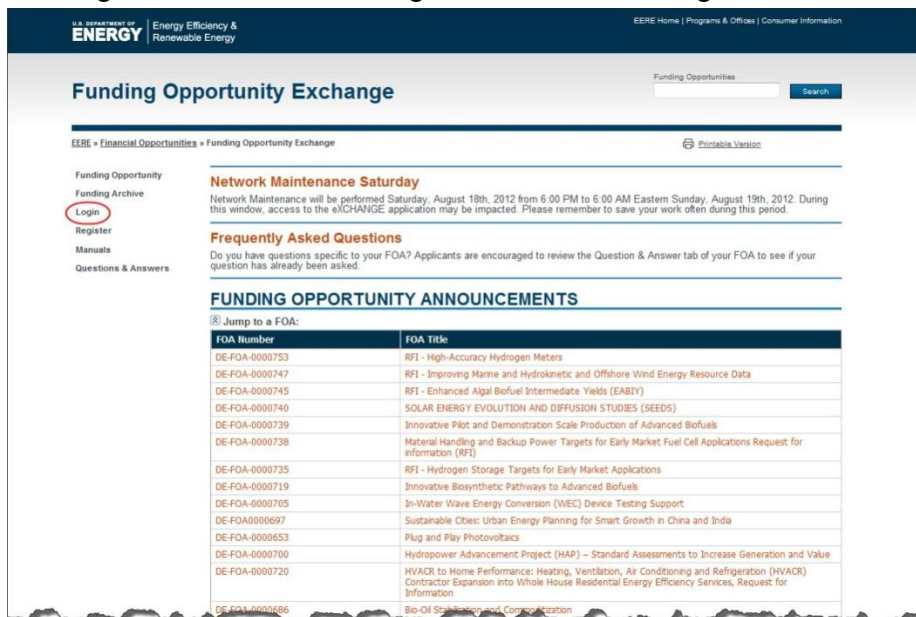 U.S. DEPARTMENT OF
ENERGY
Energy Efficiency &
Renewable Energy
EERE Home | Programs & Offices | Consumer Information
Funding Opportunity Exchange
Funding Opportunities
Search
EERE » Financial Opportunities » Funding Opportunity Exchange
Printable Version
Funding Opportunity
Funding Archive
Login
Register
Manuals
Questions & Answers
Network Maintenance Saturday
Network Maintenance will be performed Saturday, August 18th, 2012 from 6:00 PM to 6:00 AM Eastern Sunday, August 19th, 2012. During
this window, access to the eXCHANGE application may be impacted. Please remember to save your work often during this period.
Frequently Asked Questions
Do you have questions specific to your FOA? Applicants are encouraged to review the Question & Answer tab of your FOA to see if your
question has already been asked.
FUNDING OPPORTUNITY ANNOUNCEMENTS
Jump to a FOA:
FOA Number FOA Title
DE-FOA-0000753 RFI - High-Accuracy Hydrogen Meters
DE-FOA-0000747 RFI - Improving Marine and Hydrokinetic and Offshore Wind Energy Resource Data
DE-FOA-0000745 RFI - Enhanced Algal Biofuel Intermediate Yields (EABIY)
DE-FOA-0000740 SOLAR ENERGY EVOLUTION AND DIFFUSION STUDIES (SEEDS)
DE-FOA-0000739 Innovative Pilot and Demonstration Scale Production of Advanced Biofuels
DE-FOA-0000738 Material Handling and Backup Power Targets for Early Market Fuel Cell Applications Request for
information (RFI)
DE-FOA-0000735 RFI - Hydrogen Storage Targets for Early Market Applications
DE-FOA-0000719 Innovative Biosynthetic Pathways to Advanced Biofuels
DE-FOA-0000705 In-Water Wave Energy Conversion (WEC) Device Testing Support
DE-FOA0000697 Sustainable Cities: Urban Energy Planning for Smart Growth in China and India
DE-FOA-0000653 Plug and Play Photovoltaics
DE-FOA-0000700 Hydropower Advancement Project (HAP) – Standard Assessments to Increase Generation and Value
DE-FOA-0000720 HVACR to Home Performance: Heating, Ventilation, Air Conditioning and Refrigeration (HVACR)
Contractor Expansion into Whole House Residential Energy Efficiency Services, Request for
Information
DE-FOA-0000686 Bio-Oil Stabilization and Commoditization